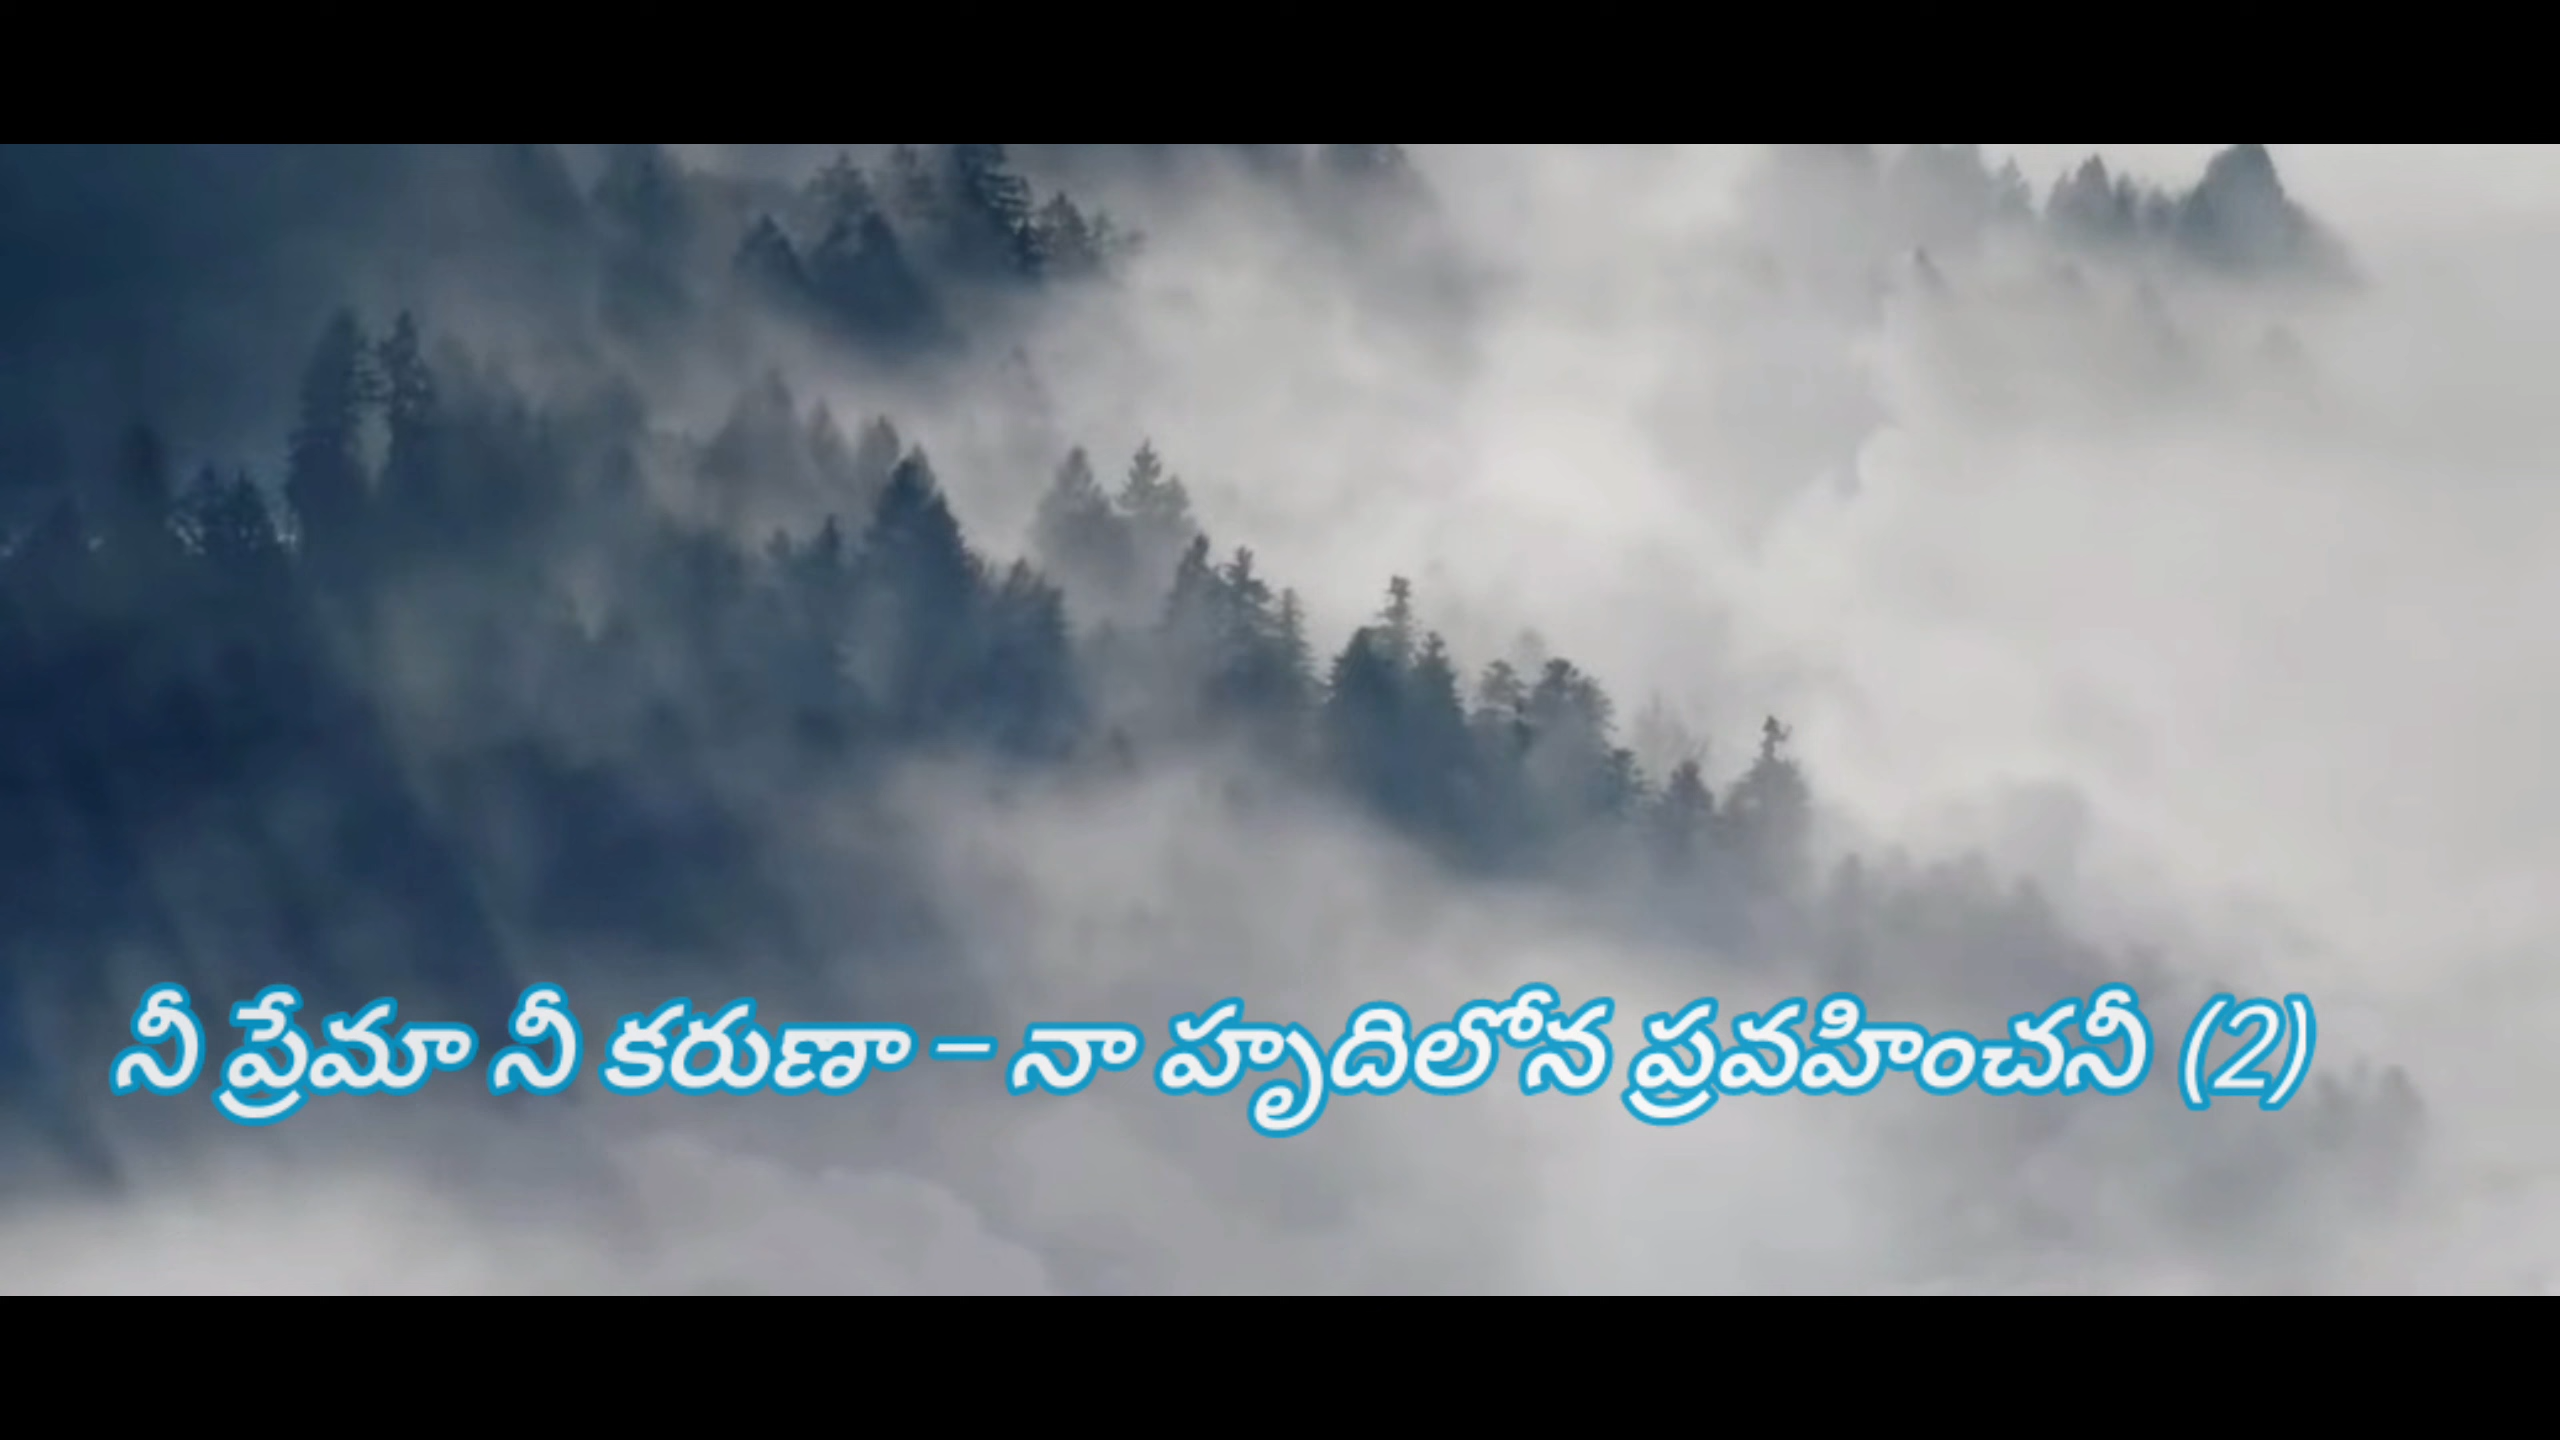 నీ ప్రేమా నీ కరుణా – నా హృదిలోన ప్రవహించనీ (2)